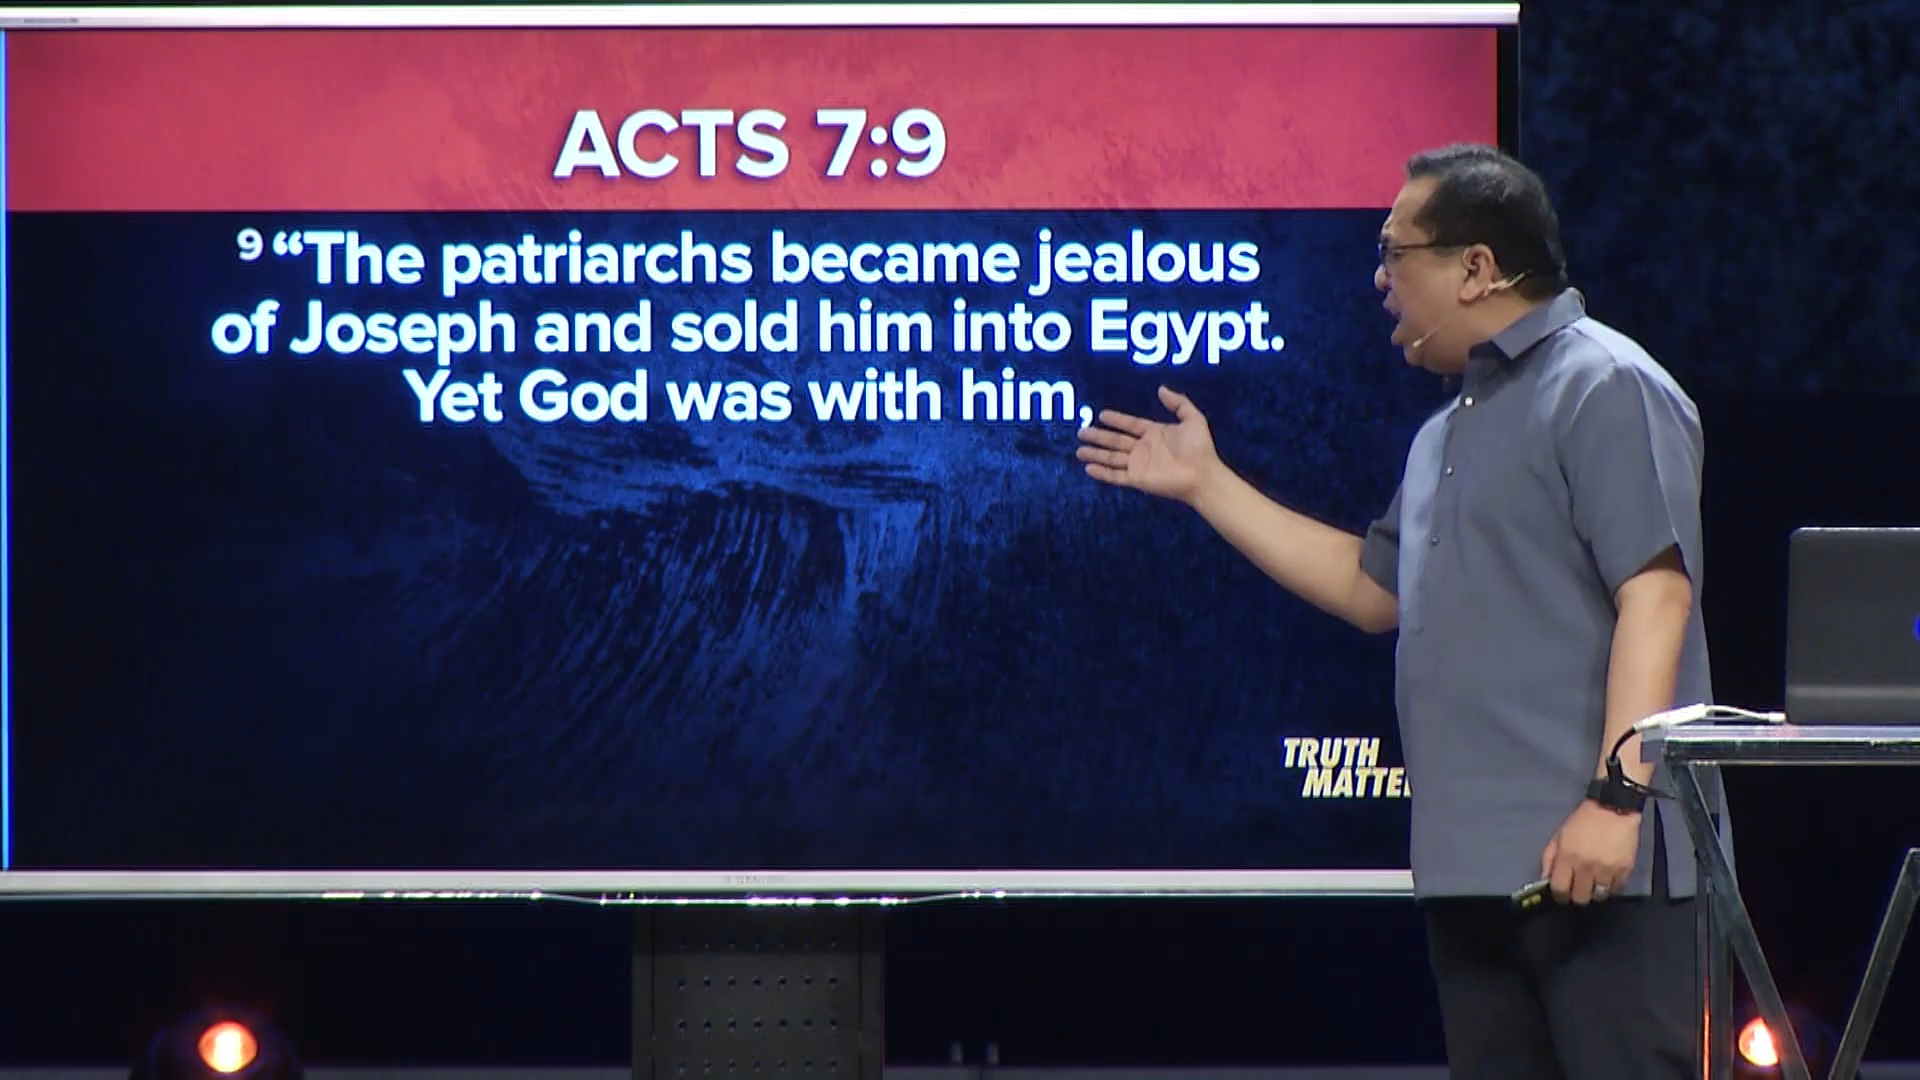 ACTS 7:9
9 “The patriarchs became jealous
of Joseph and sold him into Egypt.
Yet God was with him,
TRUTH
MATTE